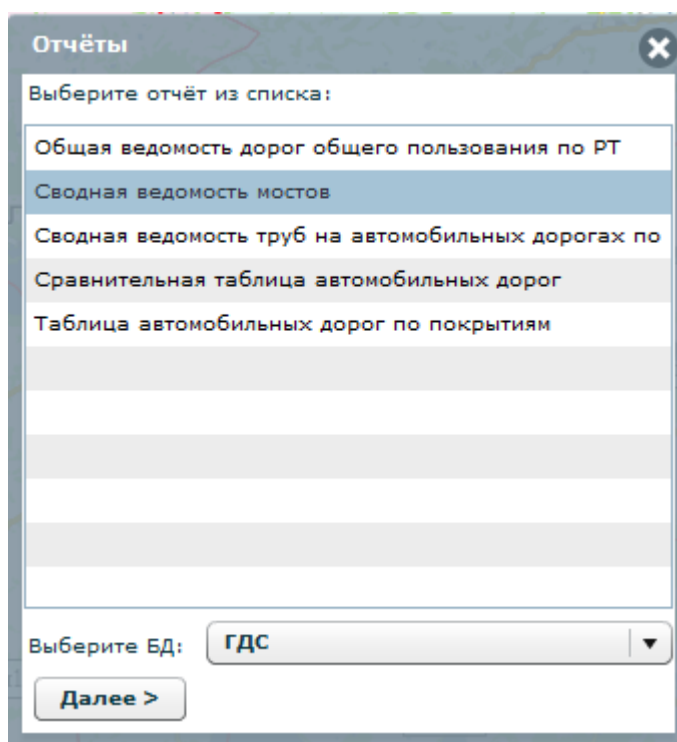 Отчёты
Выберите отчёт из списка:
Общая ведомость дорог общего пользования по РТ
Сводная ведомость мостов
Сводная ведомость труб на автомобильных дорогах по
Сравнительная таблица автомобильных дорог
Таблица автомобильных дорог по покрытиям
Выберите БД: ГДС
Далее >